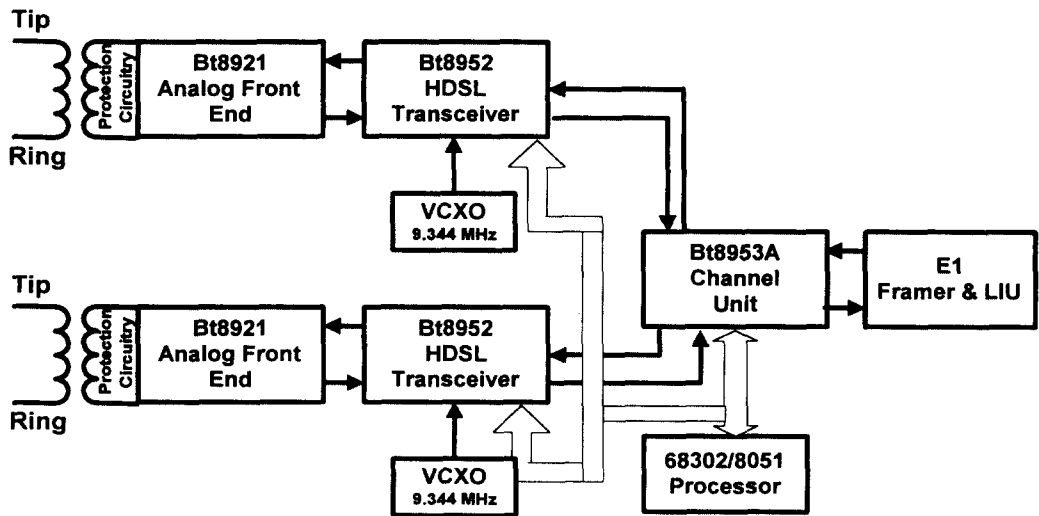 Tip
Protection
Circuitry
Bt8921
Analog Front
End
Bt8952
HDSL
Transceiver
Ring
VCXO
9.344 MHz
Bt8953A
Channel
Unit
E1
Framer & LIU
Tip
Protection
Circuitry
Bt8921
Analog Front
End
Bt8952
HDSL
Transceiver
Ring
VCXO
9.344 MHz
68302/8051
Processor